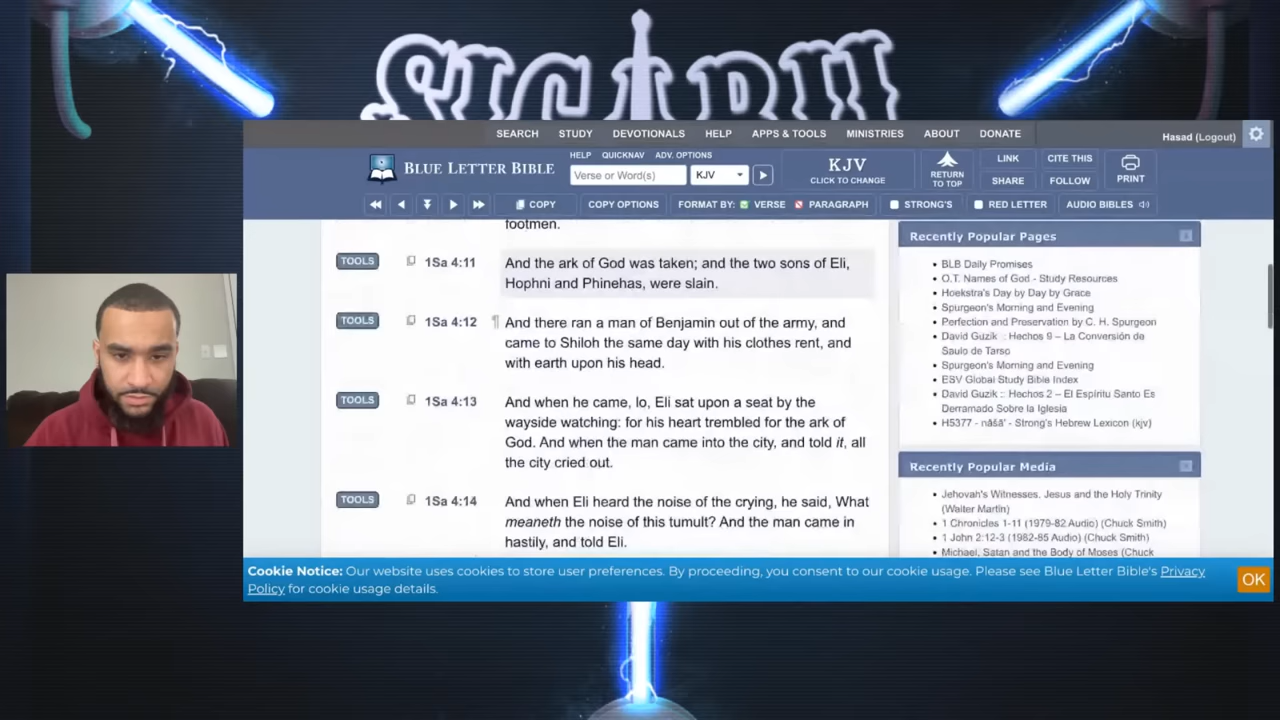 SICARII
SEARCH STUDY DEVOTIONALS HELP APPS & TOOLS MINISTRIES ABOUT DONATE
Hasad (Logout)
BLUE LETTER BIBLE
HELP QUICKNAV ADV. OPTIONS
Verse or Word(s) KJV
KJV
CLICK TO CHANGE
RETURN
TO TOP
LINK CITE THIS
SHARE FOLLOW
PRINT
COPY COPY OPTIONS FORMAT BY: VERSE PARAGRAPH STRONG'S RED LETTER AUDIO BIBLES
footmen.
TOOLS 1Sa 4:11 And the ark of God was taken; and the two sons of Eli,
Hophni and Phinehas, were slain.
TOOLS 1Sa 4:12 ¶ And there ran a man of Benjamin out of the army, and
came to Shiloh the same day with his clothes rent, and
with earth upon his head.
TOOLS 1Sa 4:13 And when he came, lo, Eli sat upon a seat by the
wayside watching: for his heart trembled for the ark of
God. And when the man came into the city, and told it, all
the city cried out.
TOOLS 1Sa 4:14 And when Eli heard the noise of the crying, he said, What
meaneth the noise of this tumult? And the man came in
hastily, and told Eli.
Recently Popular Pages
BLB Daily Promises
O.T. Names of God - Study Resources
Hoekstra's Day by Day by Grace
Spurgeon's Morning and Evening
Perfection and Preservation by C. H. Spurgeon
David Guzik :: Hechos 9 – La Conversión de
Saulo de Tarso
Spurgeon's Morning and Evening
ESV Global Study Bible Index
David Guzik :: Hechos 2 – El Espíritu Santo Es
Derramado Sobre la Iglesia
H5377 - nāšā' - Strong's Hebrew Lexicon (kjv)
Recently Popular Media
Jehovah's Witnesses, Jesus and the Holy Trinity
(Walter Martin)
1 Chronicles 1-11 (1979-82 Audio) (Chuck Smith)
1 John 2:12-3 (1982-85 Audio) (Chuck Smith)
Michael, Satan and the Body of Moses (Chuck
Cookie Notice: Our website uses cookies to store user preferences. By proceeding, you consent to our cookie usage. Please see Blue Letter Bible's Privacy
Policy for cookie usage details.
OK